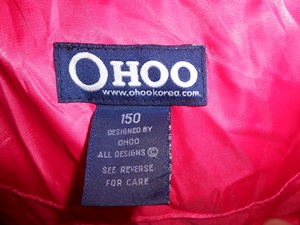 OHOO
www.ohookorea.com
150
DESIGNED BY
OHOO
ALL DESIGNS ©
SEE REVERSE
FOR CARE